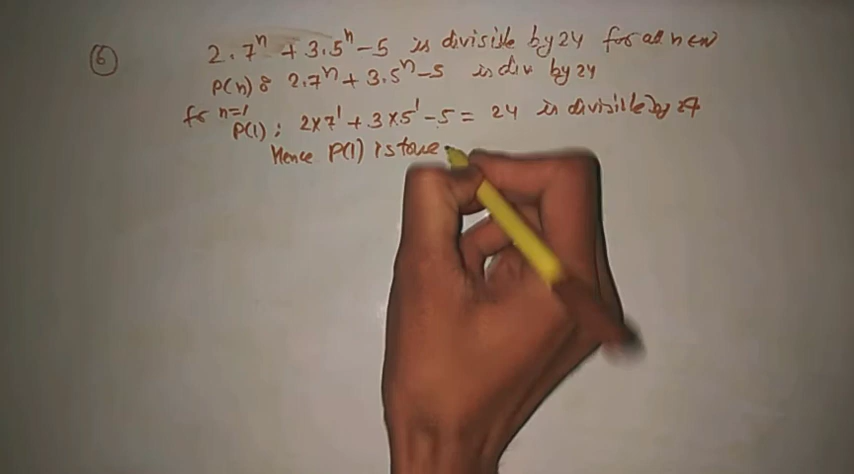 6 2.7ⁿ + 3.5ⁿ - 5 is divisible by 24 for all n ∈ N
P(n) : 2.7ⁿ + 3.5ⁿ - 5 is div by 24
for n=1
P(1) : 2×7¹ + 3×5¹ - 5 = 24 is divisible by 24
Hence P(1) is true